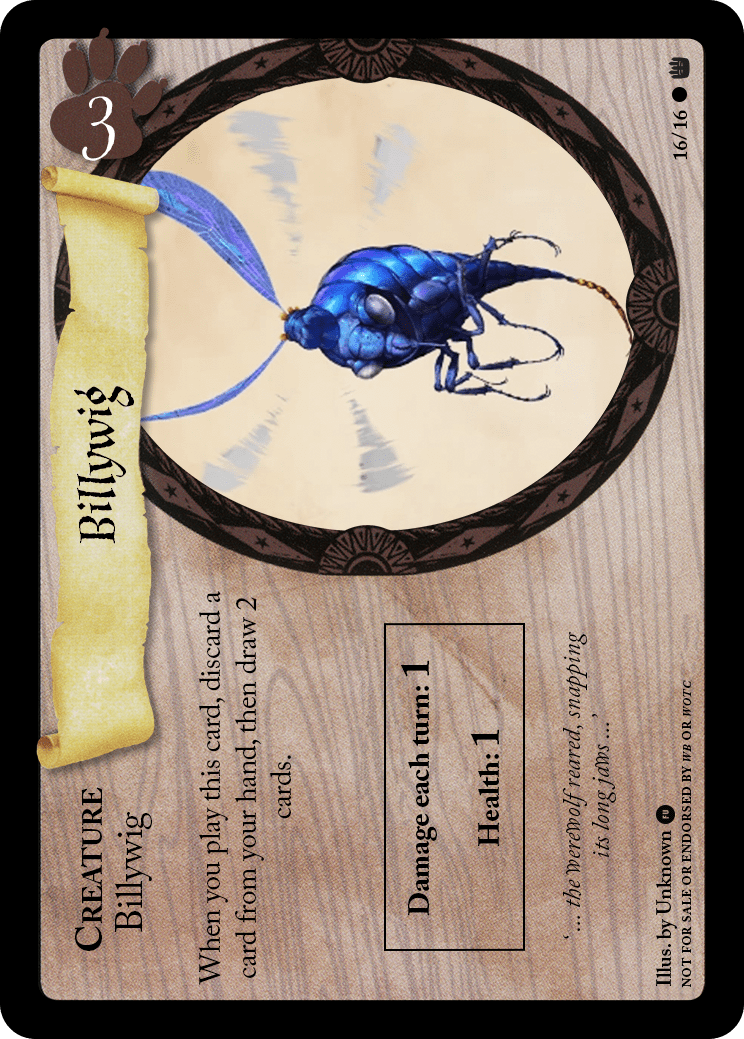 Billywig
3
CREATURE
Billywig
When you play this card, discard a
card from your hand, then draw 2
cards.
Damage each turn: 1
Health: 1
‘... the werewolf reared, snapping
its long jaws ...’
Illus. by Unknown FU
NOT FOR SALE OR ENDORSED BY WB OR WOTC
16/16